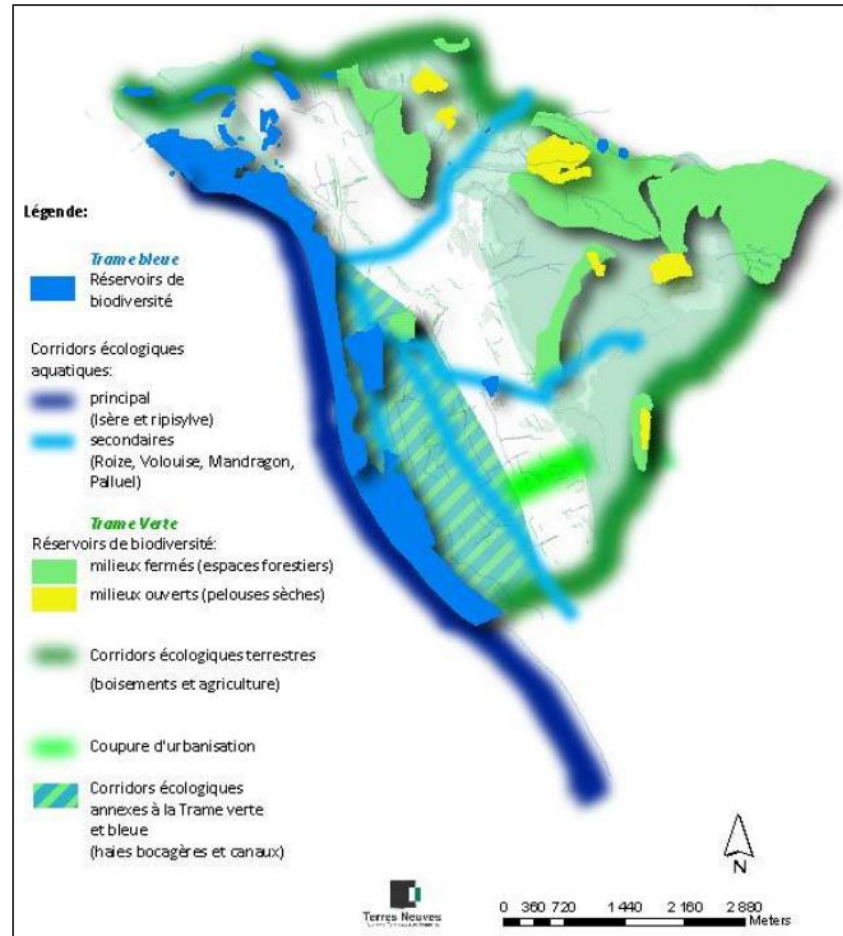 Légende:
Trame bleue
Réservoirs de
biodiversité
Corridors écologiques
aquatiques:
principal
(Isère et ripisylve)
secondaires
(Roize, Volouise, Mandragon,
Palluel)
Trame Verte
Réservoirs de biodiversité:
milieux fermés (espaces forestiers)
milieux ouverts (pelouses sèches)
Corridors écologiques terrestres
(boisements et agriculture)
Coupure d'urbanisation
Corridors écologiques
annexes à la Trame verte
et bleue
(haies bocagères et canaux)
N
Terres Neuves
0 360 720 1 440 2 160 2 880
Meters